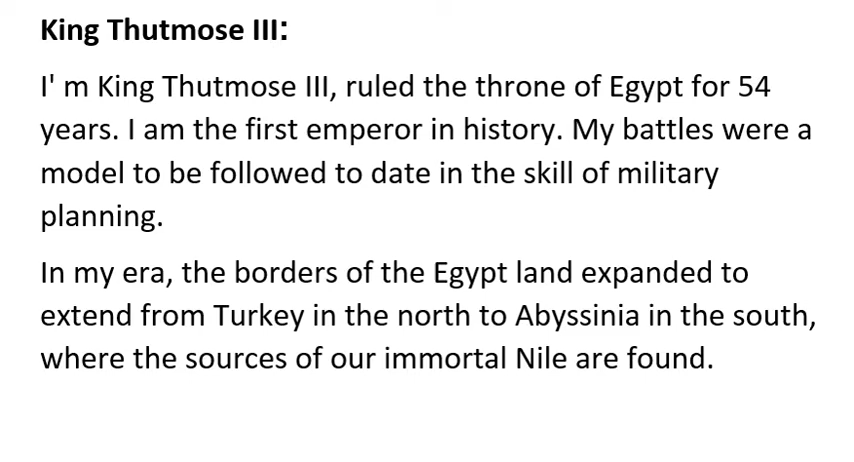 King Thutmose III:
I' m King Thutmose III, ruled the throne of Egypt for 54
years. I am the first emperor in history. My battles were a
model to be followed to date in the skill of military
planning.
In my era, the borders of the Egypt land expanded to
extend from Turkey in the north to Abyssinia in the south,
where the sources of our immortal Nile are found.